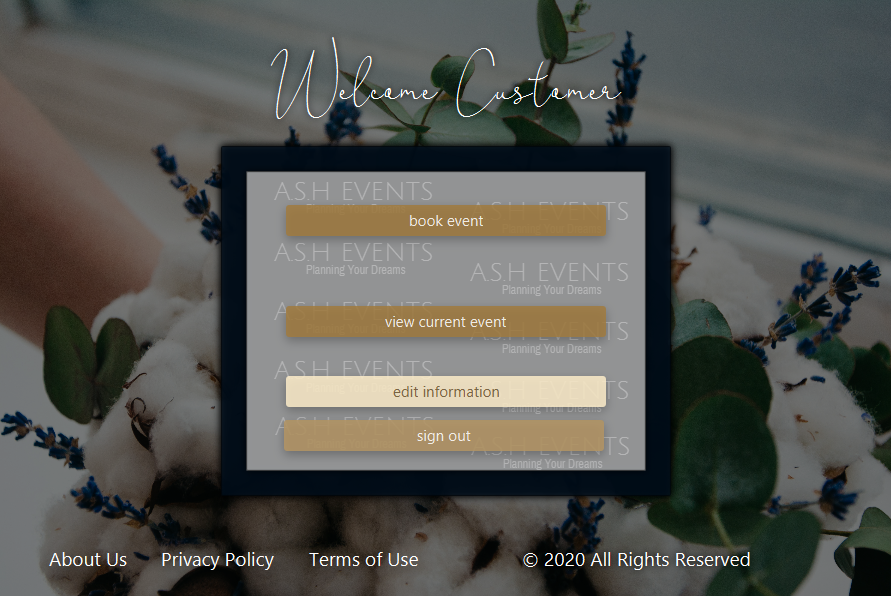 Welcome Customer
A.S.H EVENTS
book event
A.S.H EVENTS
A.S.H EVENTS
Planning Your Dreams
A.S.H EVENTS
Planning Your Dreams
A.S.H EVENTS
view current event
A.S.H EVENTS
Planning Your Dreams
A.S.H EVENTS
edit information
A.S.H EVENTS
Planning Your Dreams
A.S.H EVENTS
sign out
A.S.H EVENTS
Planning Your Dreams
About Us Privacy Policy Terms of Use © 2020 All Rights Reserved